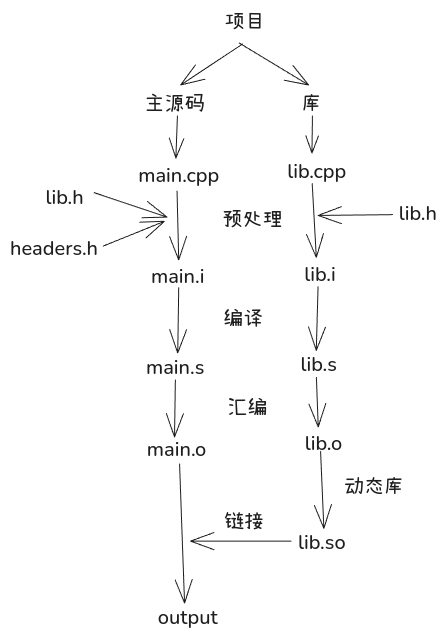 项目
主源码
库
main.cpp
lib.cpp
lib.h
headers.h
预处理
lib.h
main.i
lib.i
编译
main.s
lib.s
汇编
main.o
lib.o
动态库
链接
lib.so
output